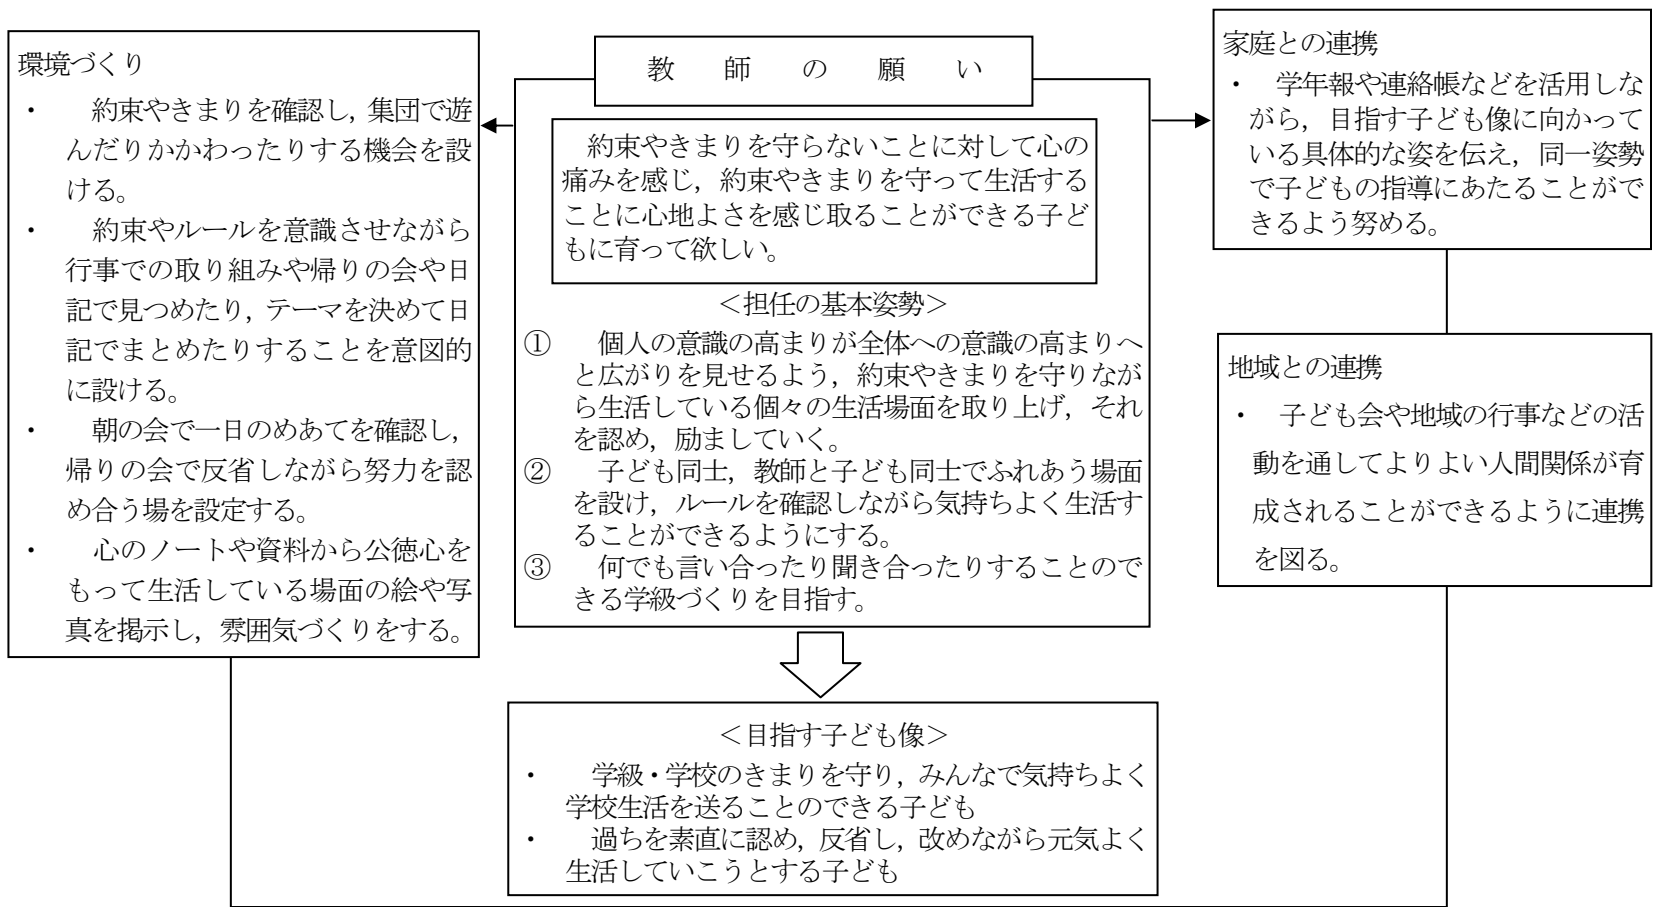 環境づくり
・　約束やきまりを確認し，集団で遊
んだりかかわったりする機会を設
ける。
・　約束やルールを意識させながら
行事での取り組みや帰りの会や日
記で見つめたり，テーマを決めて日
記でまとめたりすることを意図的
に設ける。
・　朝の会で一日のめあてを確認し，
帰りの会で反省しながら努力を認
め合う場を設定する。
・　心のノートや資料から公徳心を
もって生活している場面の絵や写
真を掲示し，雰囲気づくりをする。
教　師　の　願　い
約束やきまりを守らないことに対して心の
痛みを感じ，約束やきまりを守って生活する
ことに心地よさを感じ取ることができる子ど
もに育って欲しい。
＜担任の基本姿勢＞
①　個人の意識の高まりが全体への意識の高まりへ
と広がりを見せるよう，約束やきまりを守りなが
ら生活している個々の生活場面を取り上げ，それ
を認め，励ましていく。
②　子ども同士，教師と子ども同士でふれあう場面
を設け，ルールを確認しながら気持ちよく生活す
ることができるようにする。
③　何でも言い合ったり聞き合ったりすることので
きる学級づくりを目指す。
家庭との連携
・　学年報や連絡帳などを活用しな
がら，目指す子ども像に向かって
いる具体的な姿を伝え，同一姿勢
で子どもの指導にあたることがで
きるよう努める。
地域との連携
・　子ども会や地域の行事などの活
動を通してよりよい人間関係が育
成されることができるように連携
を図る。
＜目指す子ども像＞
・　学級・学校のきまりを守り，みんなで気持ちよく
学校生活を送ることのできる子ども
・　過ちを素直に認め，反省し，改めながら元気よく
生活していこうとする子ども